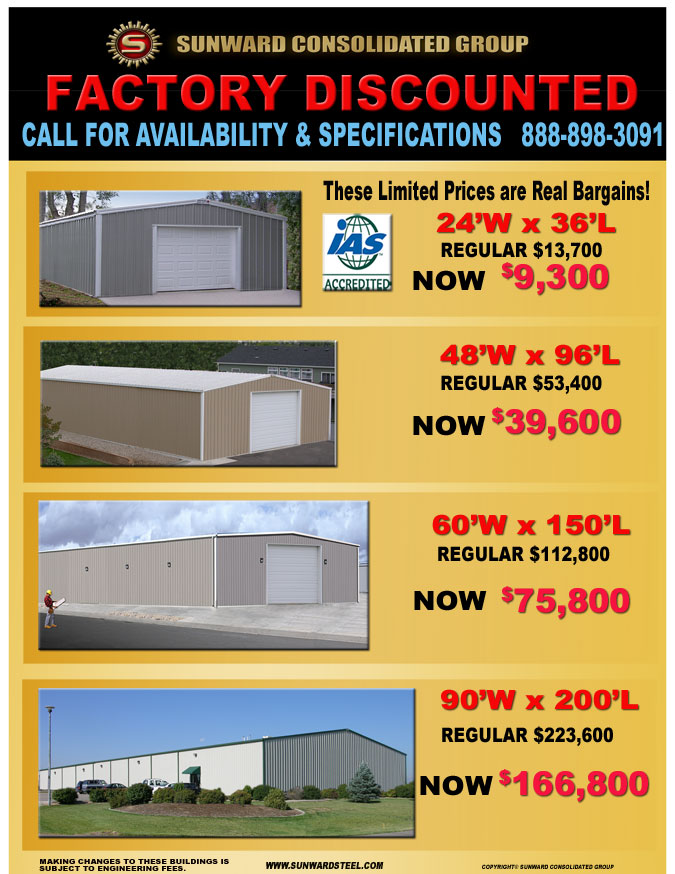 S SUNWARD CONSOLIDATED GROUP
FACTORY DISCOUNTED
CALL FOR AVAILABILITY & SPECIFICATIONS 888-898-3091
These Limited Prices are Real Bargains!
IAS
ACCREDITED
TM
24'W x 36'L
REGULAR $13,700
NOW $9,300
48'W x 96'L
REGULAR $53,400
NOW $39,600
60'W x 150'L
REGULAR $112,800
NOW $75,800
90'W x 200'L
REGULAR $223,600
NOW $166,800
MAKING CHANGES TO THESE BUILDINGS IS
SUBJECT TO ENGINEERING FEES.
WWW.SUNWARDSTEEL.COM
COPYRIGHT© SUNWARD CONSOLIDATED GROUP